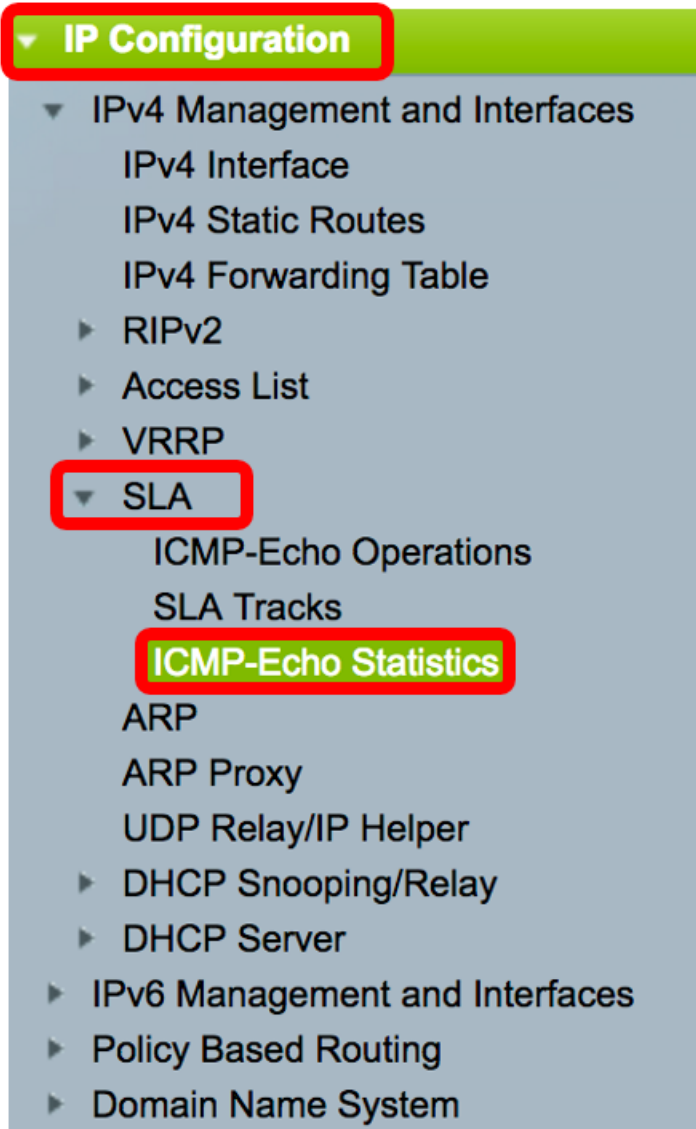 IP Configuration
IPv4 Management and Interfaces
IPv4 Interface
IPv4 Static Routes
IPv4 Forwarding Table
RIPv2
Access List
VRRP
SLA
ICMP-Echo Operations
SLA Tracks
ICMP-Echo Statistics
ARP
ARP Proxy
UDP Relay/IP Helper
DHCP Snooping/Relay
DHCP Server
IPv6 Management and Interfaces
Policy Based Routing
Domain Name System